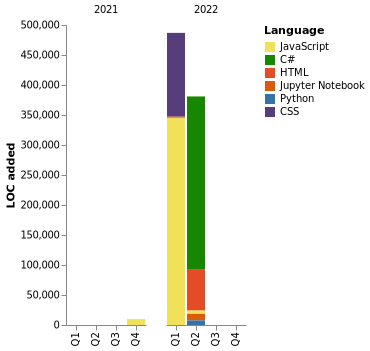 2021 2022
500,000
450,000
400,000
350,000
300,000
250,000
200,000
150,000
100,000
50,000
0
LOC added
Q1 Q2 Q3 Q4 Q1 Q2 Q3 Q4
Language
JavaScript
C#
HTML
Jupyter Notebook
Python
CSS